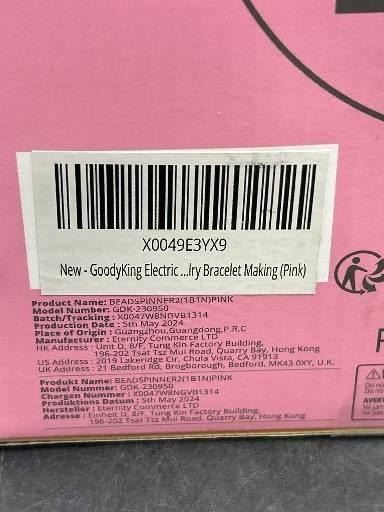 X0049E3YX9
New - GoodyKing Electric ...lry Bracelet Making (Pink)
Product Name: BEADSPINNER2(1B1N)PINK
Model Number: GDK-230950
Batch/Tracking : X0047W8NGVB1314
Production Date : 5th May 2024
Place of Origin : Guangzhou,Guangdong,P.R.C
Manufacturer : Eternity Commerce LTD
HK Address : Unit D, 8/F, Tung Kin Factory Building,
196-202 Tsat Tsz Mui Road, Quarry Bay, Hong Kong
US Address : 2019 Lakeridge Cir, Chula Vista, CA 91913
UK Address : 21 Bedford Rd, Brogborough, Bedford, MK43 0XY, U.K.
Produkt Name: BEADSPINNER2(1B1N)PINK
Model Nummer: GDK-230950
Chargen Nummer : X0047W8NGVB1314
Produktions Datum : 5th May 2024
Hersteller : Eternity Commerce LTD
Adresse : Einheit D, 8/F, Tung Kin Factory Building,
196-202 Tsat Tsz Mui Road, Quarry Bay, Hong Kong